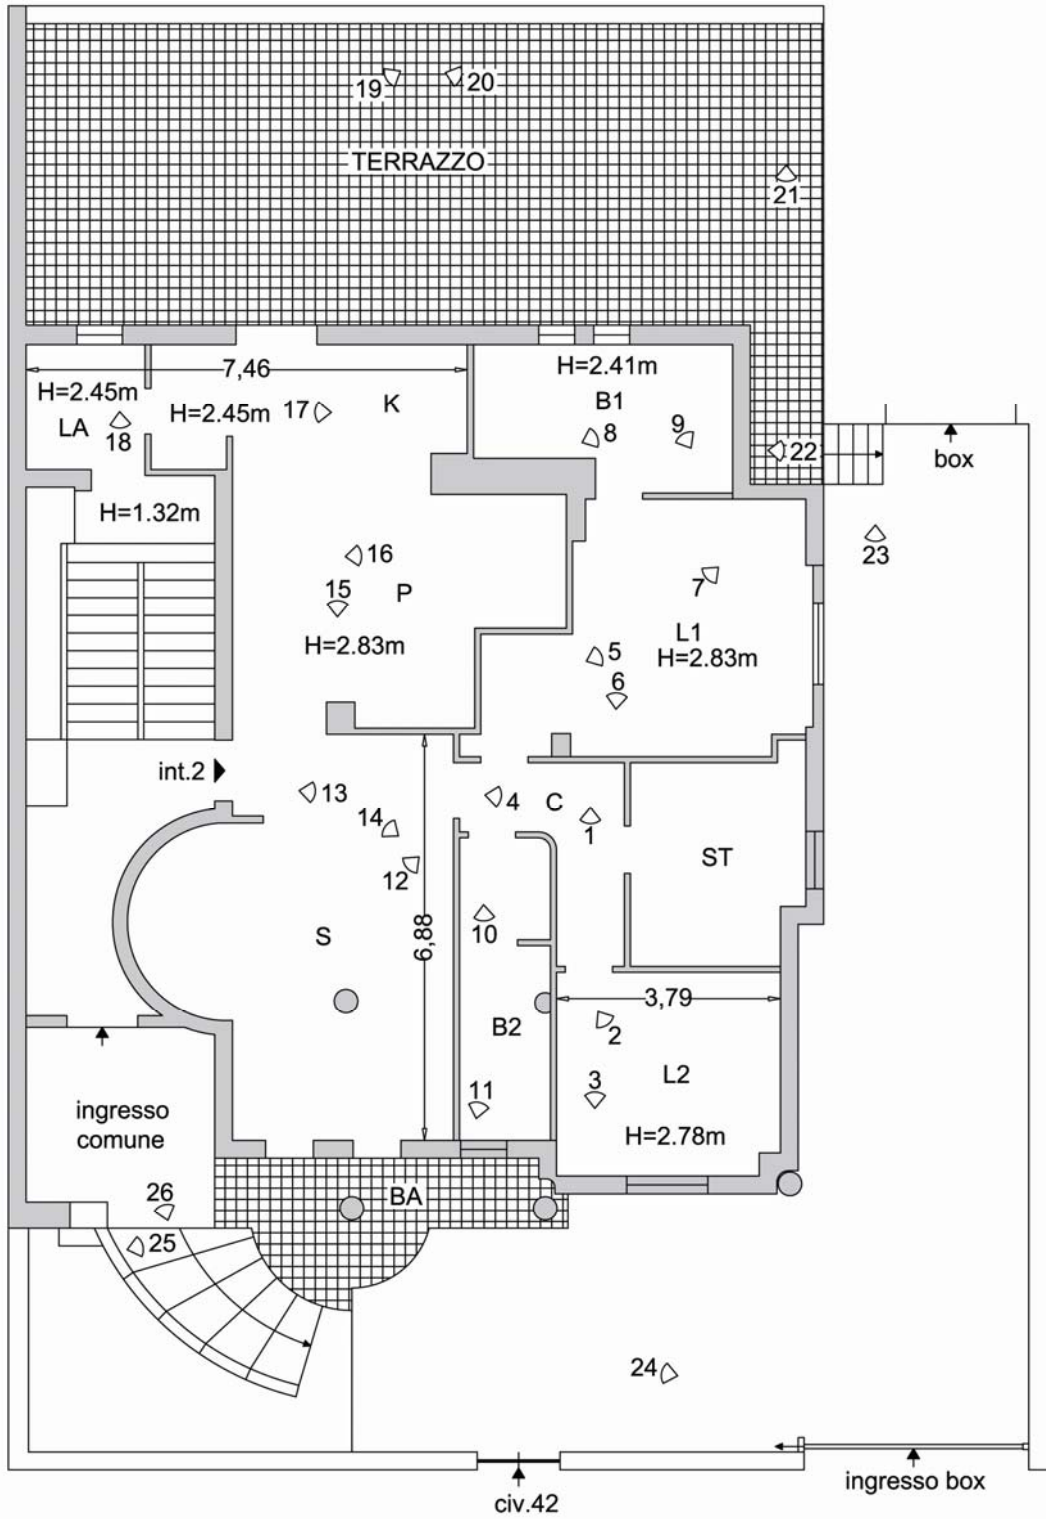 19
20
TERRAZZO
21
7,46
H=2.45m
LA
18
H=2.45m
17
K
H=2.41m
B1
8
9
22
box
H=1.32m
23
16
15
P
H=2.83m
7
L1
H=2.83m
5
6
int.2
13
14
12
4
C
1
ST
S
6,88
10
B2
11
3,79
2
3
L2
H=2.78m
ingresso
comune
26
25
BA
24
civ.42
ingresso box